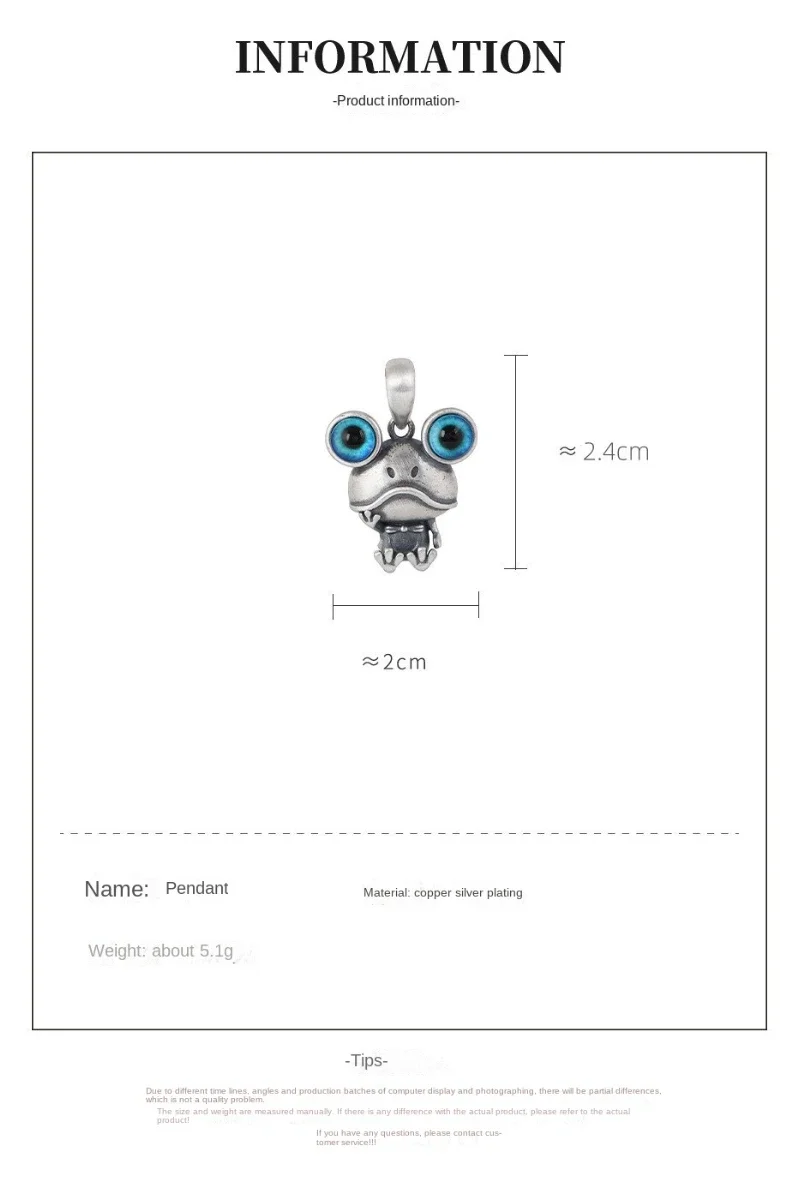 INFORMATION
-Product information-
≈ 2.4cm
≈2cm
Name: Pendant
Material: copper silver plating
Weight: about 5.1g
-Tips-
Due to different time lines, angles and production batches of computer display and photographing, there will be partial differences,
which is not a quality problem.
The size and weight are measured manually. If there is any difference with the actual product, please refer to the actual
product!
If you have any questions, please contact cus-
tomer service!!!